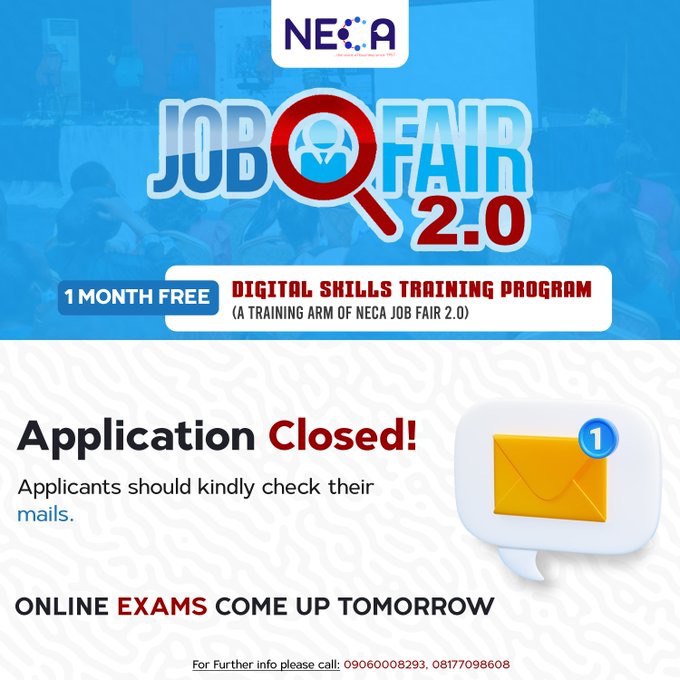 NECA
JOB FAIR
2.0
1 MONTH FREE
DIGITAL SKILLS TRAINING PROGRAM
(A TRAINING ARM OF NECA JOB FAIR 2.0)
Application Closed!
1
Applicants should kindly check their
mails.
ONLINE EXAMS COME UP TOMORROW
For Further info please call: 09060008293, 08177098608